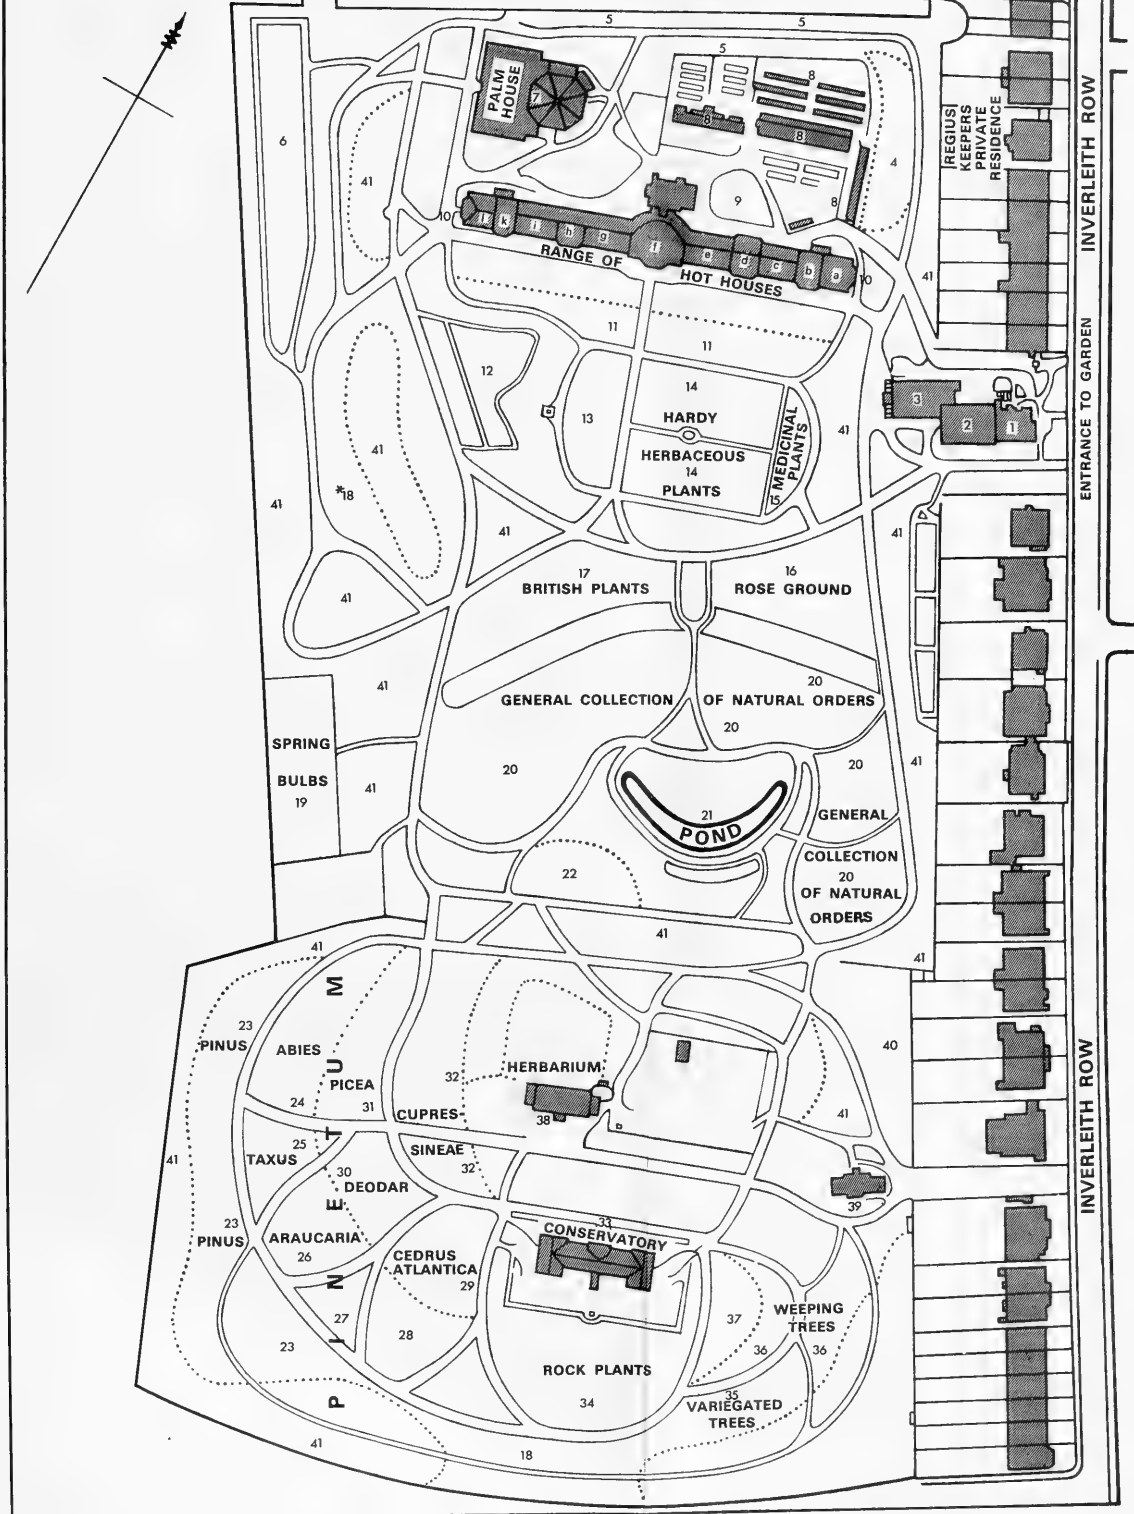 5
5
5
N
PALM
HOUSE
7
8
8
8
8
6
41
4
REGIUS
KEEPERS
PRIVATE
RESIDENCE
INVERLEITH ROW
9
10
l
k
i
h
g
f
e
d
c
b
a
10
RANGE OF
HOT HOUSES
41
11
11
12
13
14
HARDY
HERBACEOUS
14
PLANTS
MEDICINAL
PLANTS
15
41
3
2
1
ENTRANCE TO GARDEN
41
*18
41
41
41
17
BRITISH PLANTS
16
ROSE GROUND
41
41
20
GENERAL COLLECTION
OF NATURAL ORDERS
20
SPRING
BULBS
19
41
20
20
41
21
POND
GENERAL
COLLECTION
20
OF NATURAL
ORDERS
22
41
41
41
PINETUM
23
PINUS
ABIES
24
PICEA
31
32
HERBARIUM
38
CUPRES-
SINEAE
32
40
41
41
25
TAXUS
30
DEODAR
39
23
PINUS
ARAUCARIA
26
CEDRUS
ATLANTICA
29
33
CONSERVATORY
INVERLEITH ROW
27
28
23
37
WEEPING
TREES
36
36
ROCK PLANTS
34
35
VARIEGATED
TREES
41
18